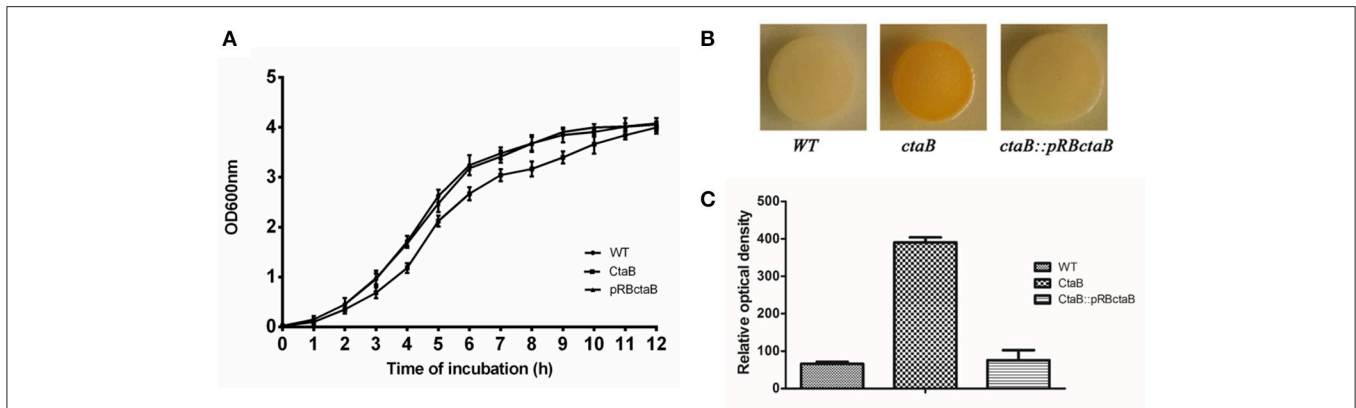 A
5
4
3
2
1
0
OD600nm
WT
CtaB
pRBctaB
0 1 2 3 4 5 6 7 8 9 10 11 12
Time of incubation (h)
B
WT ctaB ctaB::pRBctaB
C
500
400
300
200
100
0
Relative optical density
WT
CtaB
CtaB::pRBctaB